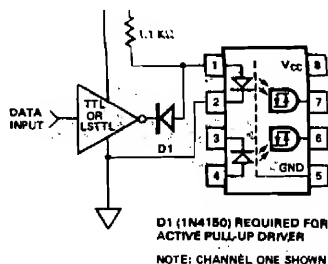 1.1 KΩ
1
VCC
8
TTL
OR
LSTTL
DATA
INPUT
2
7
D1
3
6
GND
4
5
D1 (1N4150) REQUIRED FOR
ACTIVE PULL-UP DRIVER
NOTE: CHANNEL ONE SHOWN